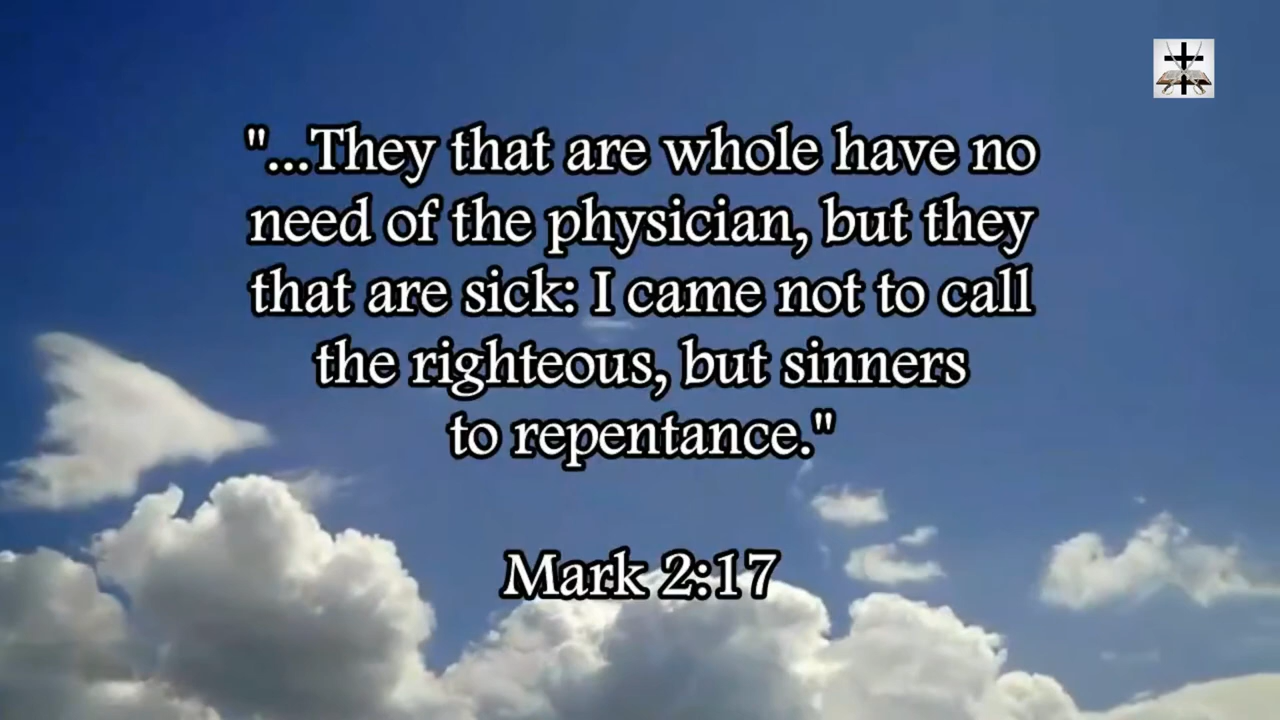 "...They that are whole have no
need of the physician, but they
that are sick: I came not to call
the righteous, but sinners
to repentance."
Mark 2:17